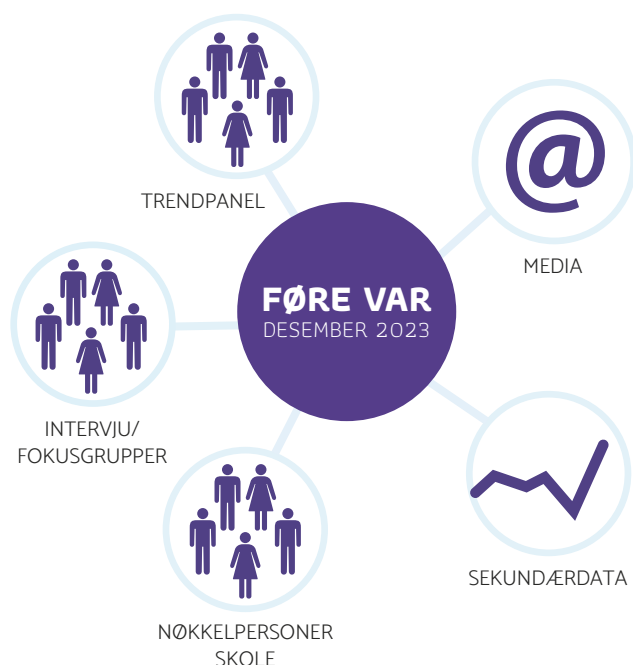 TRENDPANEL
@
MEDIA
FØRE VAR
DESEMBER 2023
INTERVJU/
FOKUSGRUPPER
SEKUNDÆRDATA
NØKKELPERSONER
SKOLE